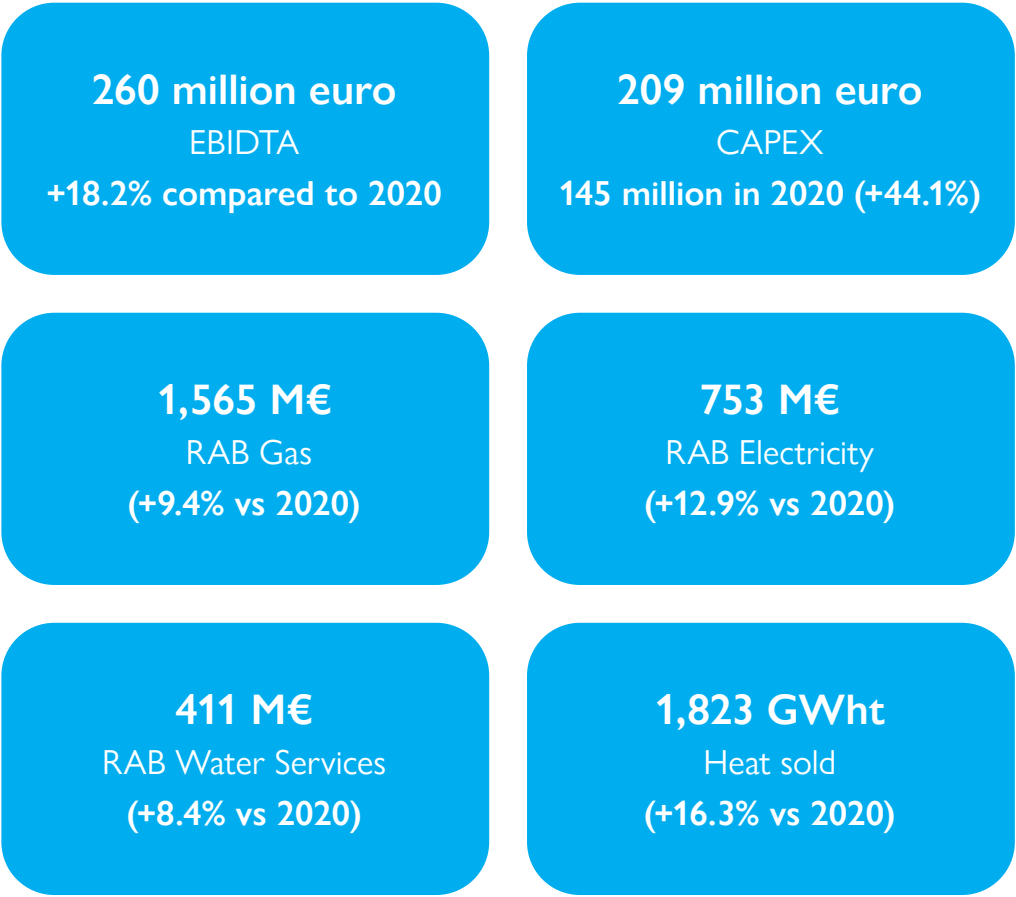 260 million euro
EBIDTA
+18.2% compared to 2020
209 million euro
CAPEX
145 million in 2020 (+44.1%)
1,565 M€
RAB Gas
(+9.4% vs 2020)
753 M€
RAB Electricity
(+12.9% vs 2020)
411 M€
RAB Water Services
(+8.4% vs 2020)
1,823 GWht
Heat sold
(+16.3% vs 2020)